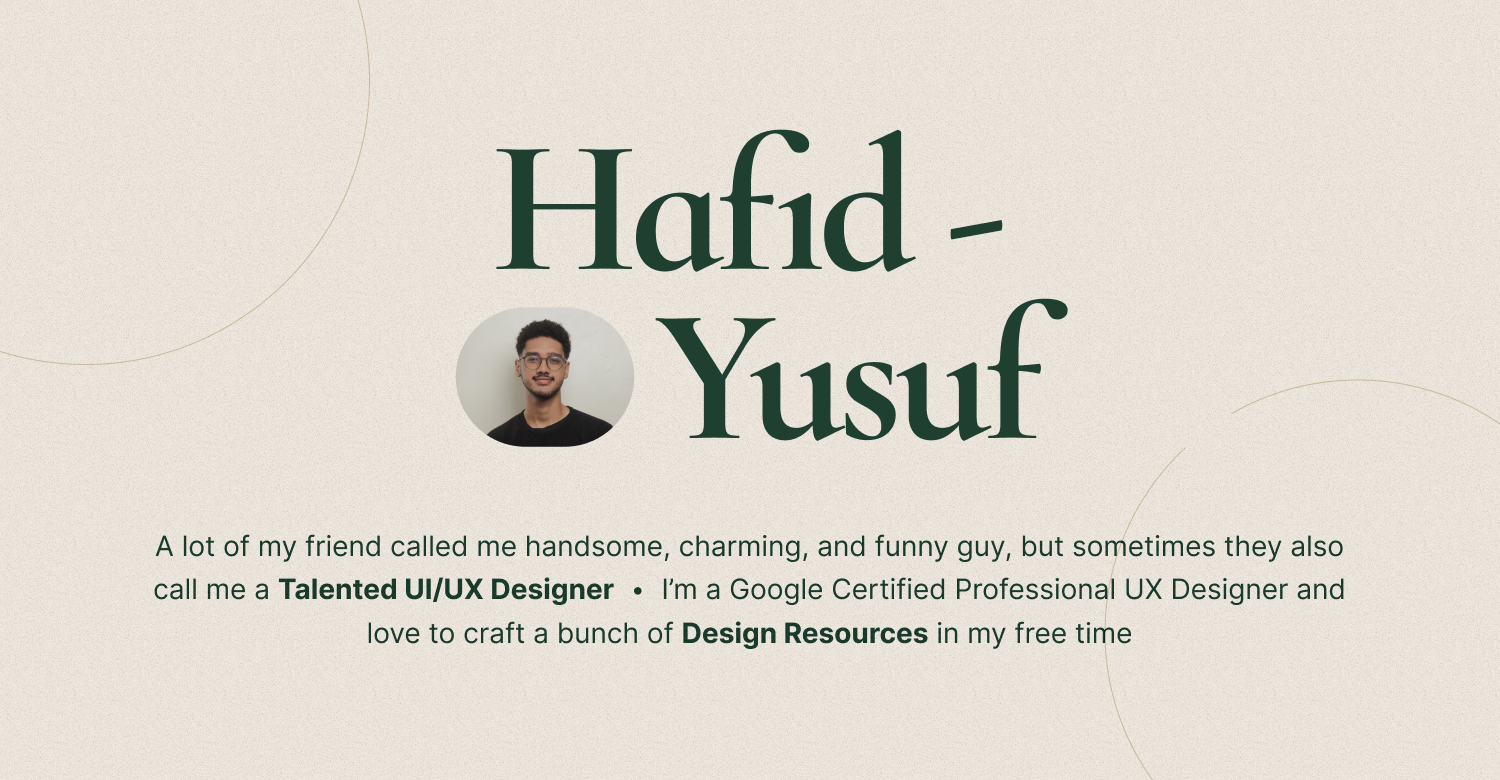 Hafid -
Yusuf
A lot of my friend called me handsome, charming, and funny guy, but sometimes they also
call me a Talented UI/UX Designer • I’m a Google Certified Professional UX Designer and
love to craft a bunch of Design Resources in my free time